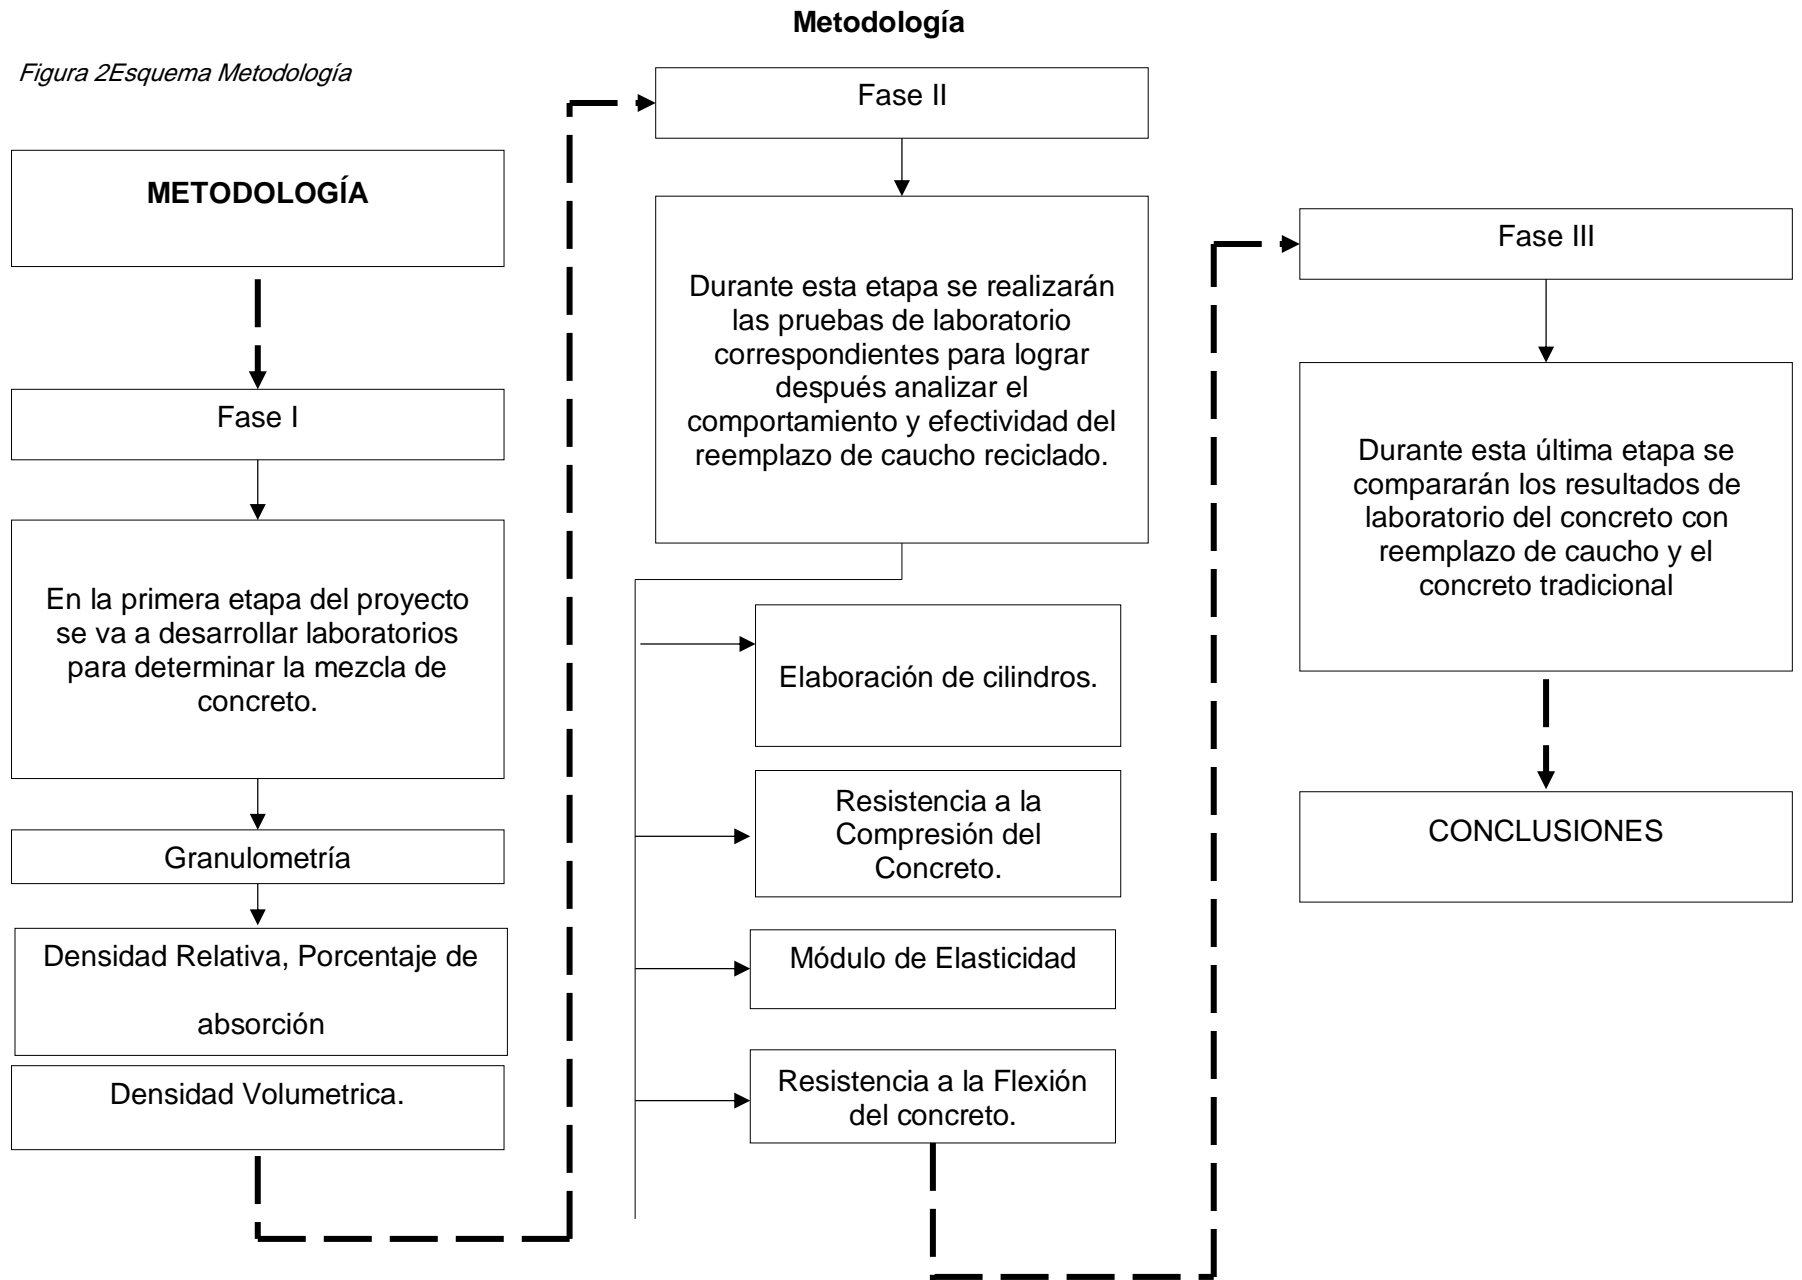 Metodología
Figura 2Esquema Metodología
METODOLOGÍA
Fase I
En la primera etapa del proyecto
se va a desarrollar laboratorios
para determinar la mezcla de
concreto.
Granulometría
Densidad Relativa, Porcentaje de
absorción
Densidad Volumetrica.
Fase II
Durante esta etapa se realizarán
las pruebas de laboratorio
correspondientes para lograr
después analizar el
comportamiento y efectividad del
reemplazo de caucho reciclado.
Elaboración de cilindros.
Resistencia a la
Compresión del
Concreto.
Módulo de Elasticidad
Resistencia a la Flexión
del concreto.
Fase III
Durante esta última etapa se
compararán los resultados de
laboratorio del concreto con
reemplazo de caucho y el
concreto tradicional
CONCLUSIONES